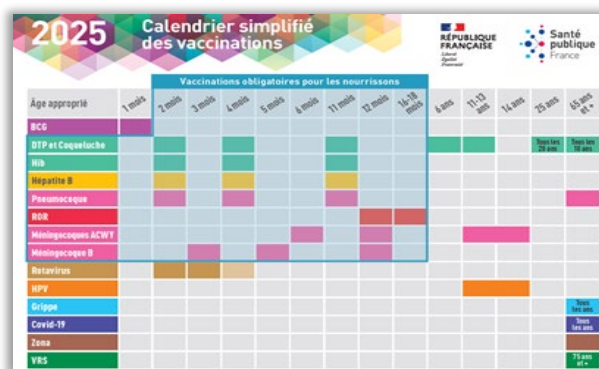 2025
Calendrier simplifié
des vaccinations
RÉPUBLIQUE
FRANÇAISE
Liberté
Égalité
Fraternité
Santé
publique
France
Vaccinations obligatoires pour les nourrissons
Âge approprié
1 mois
2 mois
3 mois
4 mois
5 mois
6 mois
11 mois
12 mois
16-18
mois
6 ans
11-13
ans
14 ans
25 ans
65 ans
et +
BCG
DTP et Coqueluche
Tous les
20 ans
Tous les
10 ans
Hib
Hépatite B
Pneumocoque
ROR
Méningocoques ACWY
Méningocoque B
Rotavirus
HPV
Grippe
Tous
les ans
Covid-19
Tous
les ans
Zona
VRS
75 ans
et +